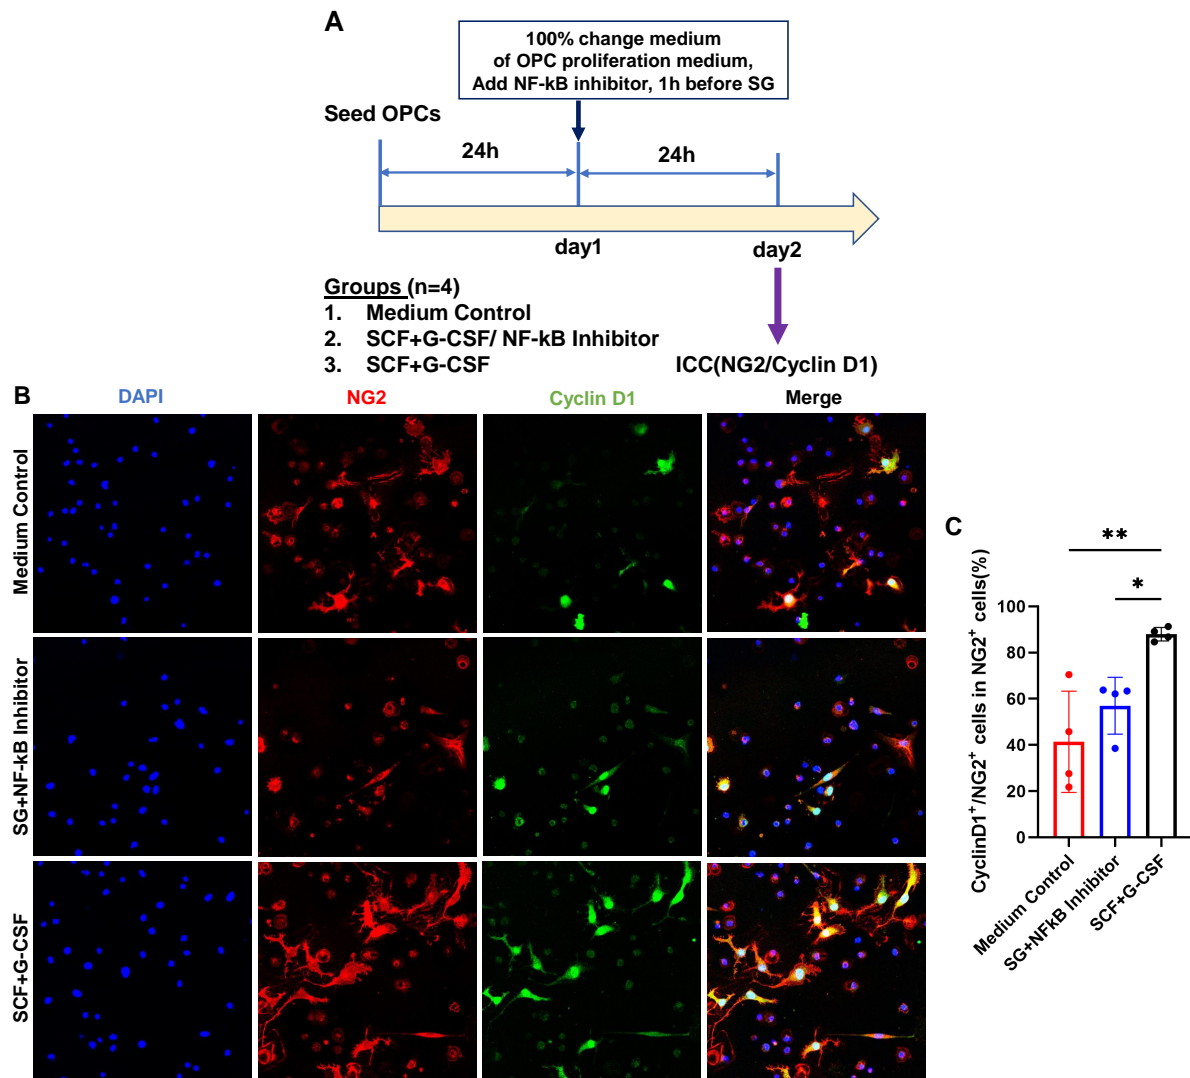 A
100% change medium
of OPC proliferation medium,
Add NF-kB inhibitor, 1h before SG
Seed OPCs
24h
24h
day1
day2
Groups (n=4)
1. Medium Control
2. SCF+G-CSF/ NF-kB Inhibitor
3. SCF+G-CSF
ICC(NG2/Cyclin D1)
B
DAPI
NG2
Cyclin D1
Merge
Medium Control
SG+NF-kB Inhibitor
SCF+G-CSF
C
**
*
CyclinD1+/NG2+ cells in NG2+ cells(%)
100
80
60
40
20
0
Medium Control
SG+NFkB Inhibitor
SCF+G-CSF